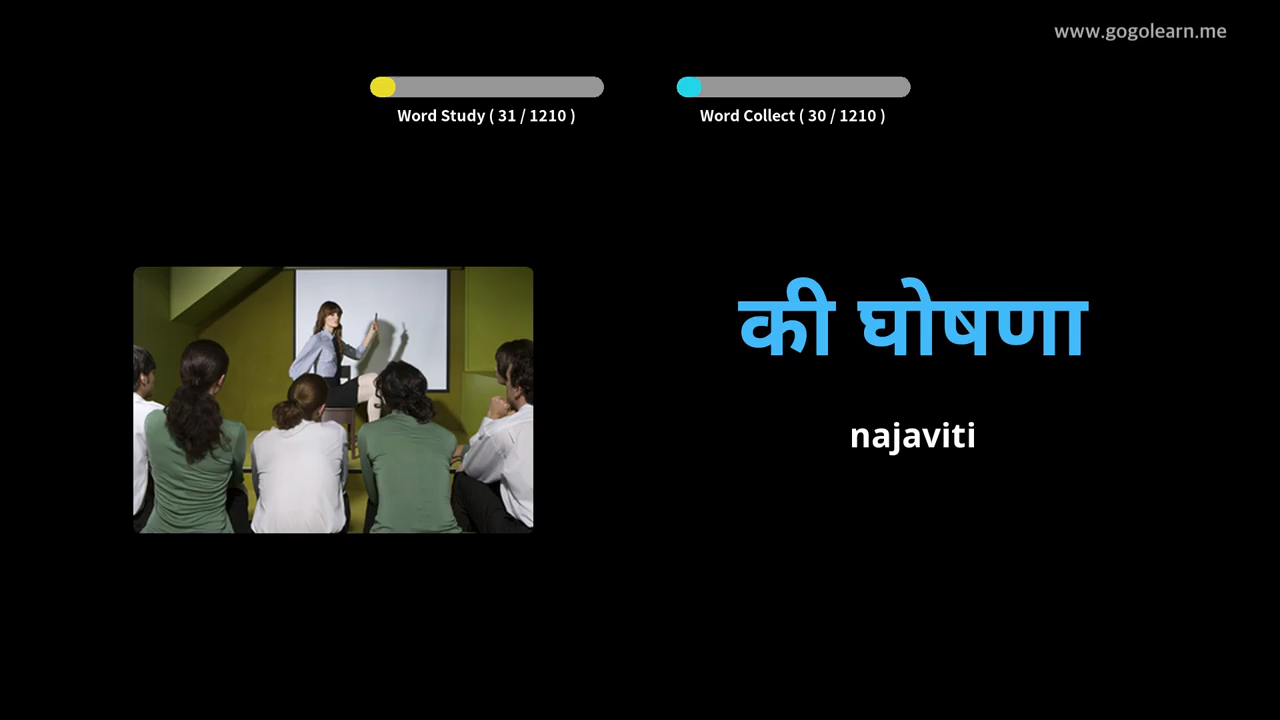 www.gogolearn.me
Word Study ( 31 / 1210 )
Word Collect ( 30 / 1210 )
की घोषणा
najaviti